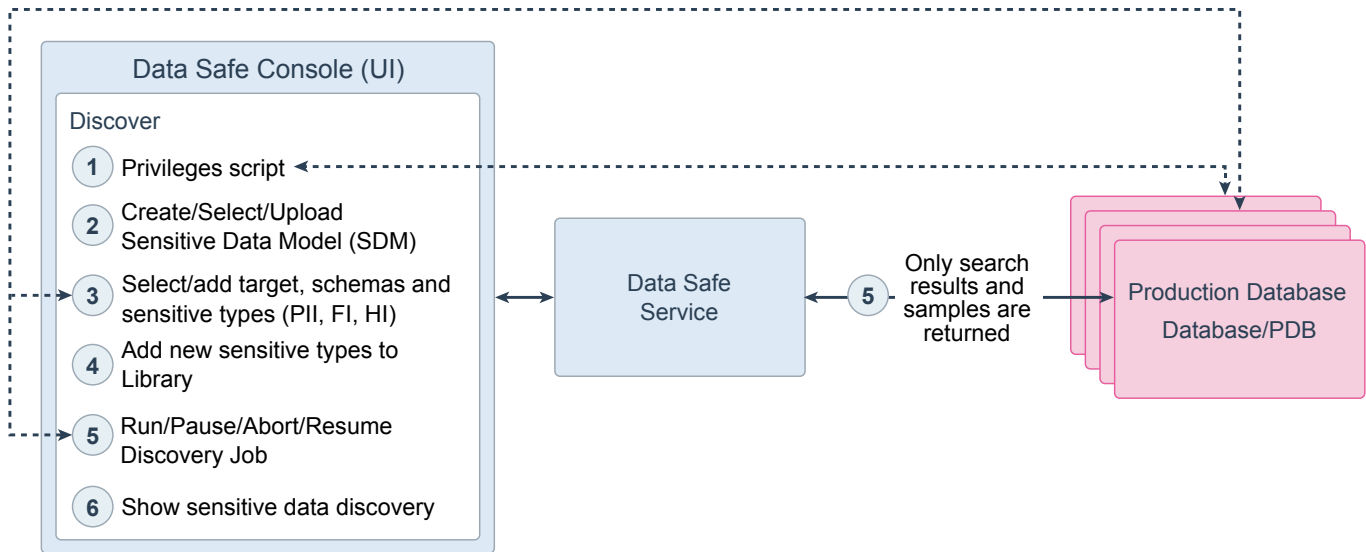 Data Safe Console (UI)
Discover
1 Privileges script
2 Create/Select/Upload
Sensitive Data Model (SDM)
3 Select/add target, schemas and
sensitive types (PII, FI, HI)
4 Add new sensitive types to
Library
5 Run/Pause/Abort/Resume
Discovery Job
6 Show sensitive data discovery
Data Safe
Service
5
Only search
results and
samples are
returned
Production Database
Database/PDB